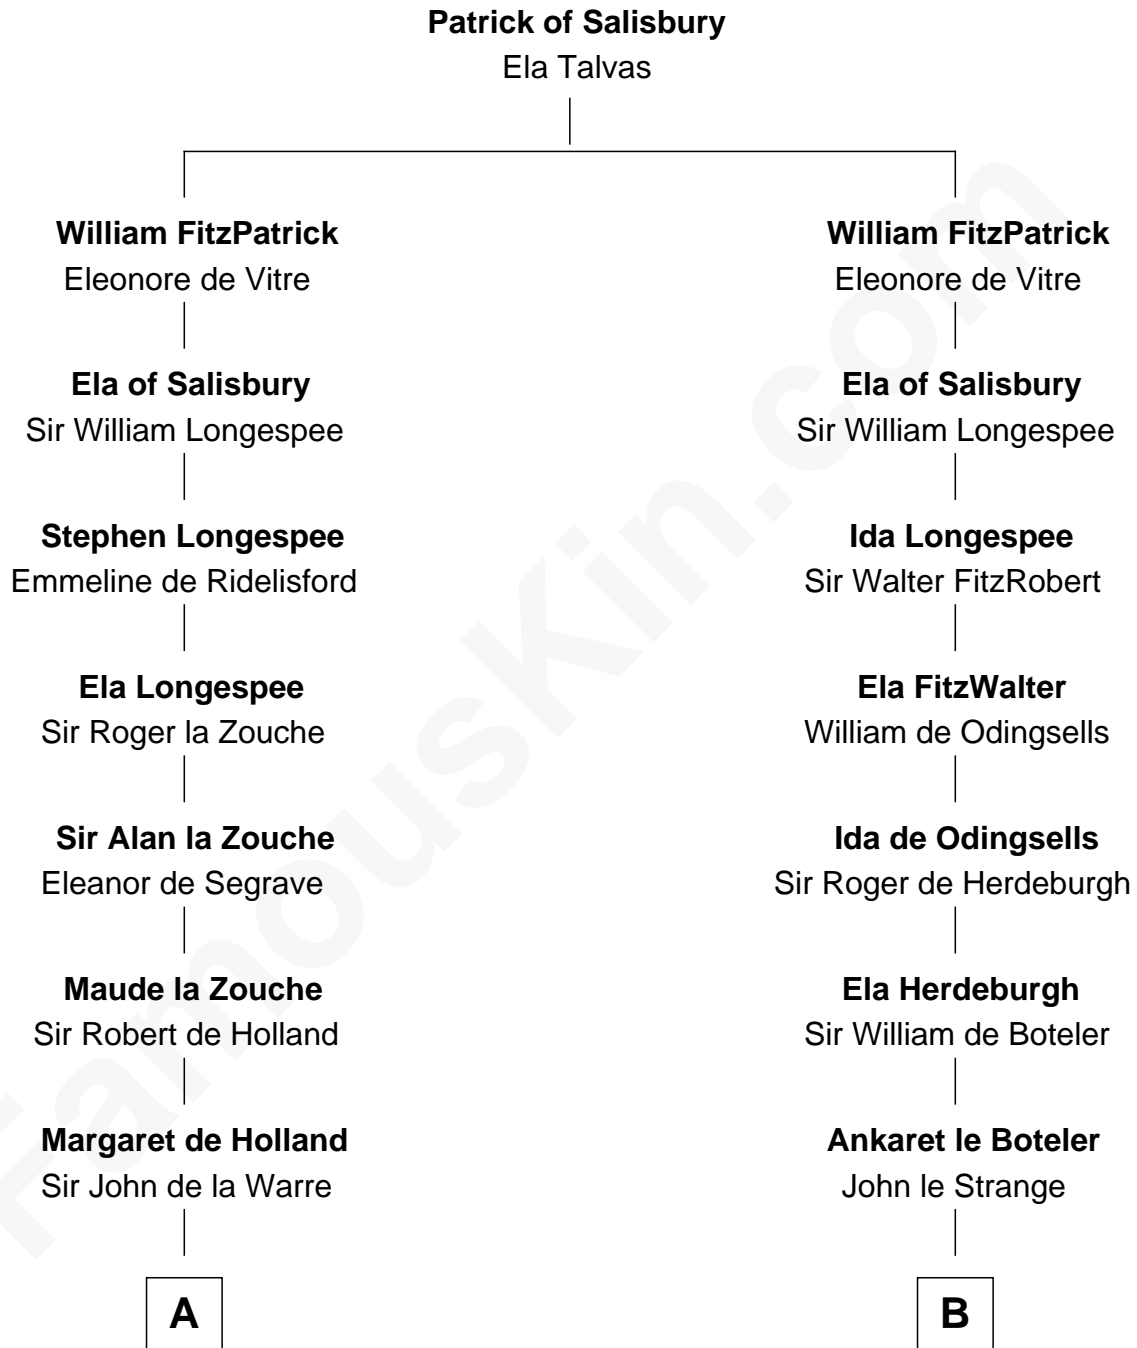 Patrick of Salisbury
Ela Talvas
William FitzPatrick
Eleonore de Vitre
Ela of Salisbury
Sir William Longespee
Stephen Longespee
Emmeline de Ridelisford
Ela Longespee
Sir Roger la Zouche
Sir Alan la Zouche
Eleanor de Segrave
Maude la Zouche
Sir Robert de Holland
Margaret de Holland
Sir John de la Warre
A
William FitzPatrick
Eleonore de Vitre
Ela of Salisbury
Sir William Longespee
Ida Longespee
Sir Walter FitzRobert
Ela FitzWalter
William de Odingsells
Ida de Odingsells
Sir Roger de Herdeburgh
Ela Herdeburgh
Sir William de Boteler
Ankaret le Boteler
John le Strange
B
FamousKin.com